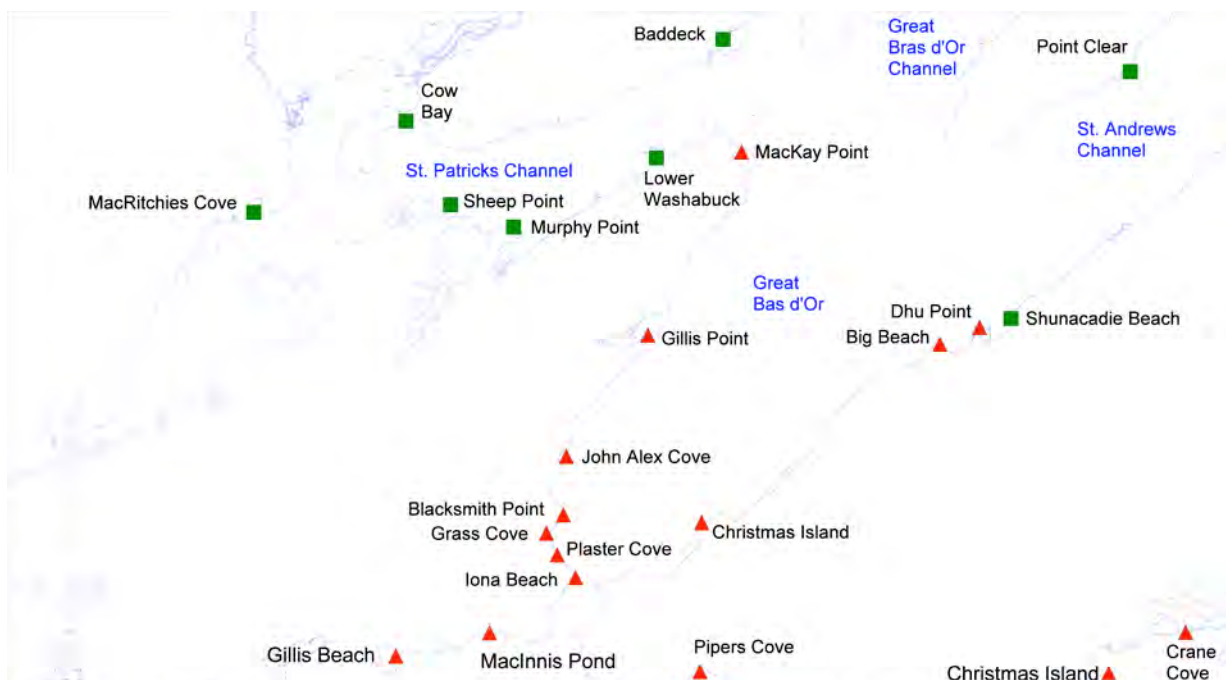 Baddeck
Great
Bras d'Or
Channel
Point Clear
Cow
Bay
St. Andrews
Channel
MacKay Point
St. Patricks Channel
Lower
Washabuck
MacRitchies Cove
Sheep Point
Murphy Point
Great
Bas d'Or
Dhu Point
Shunacadie Beach
Big Beach
Gillis Point
John Alex Cove
Blacksmith Point
Grass Cove
Christmas Island
Plaster Cove
Iona Beach
Gillis Beach
MacInnis Pond
Pipers Cove
Christmas Island
Crane
Cove